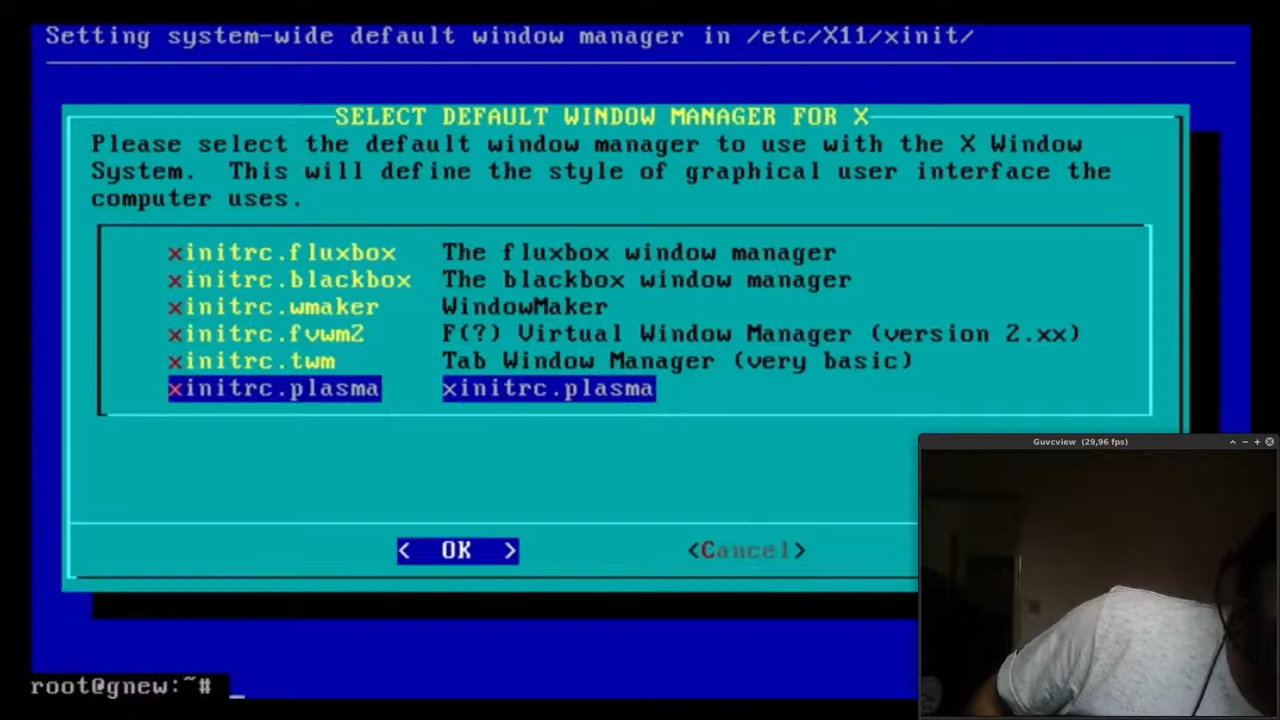 Setting system-wide default window manager in /etc/X11/xinit/
SELECT DEFAULT WINDOW MANAGER FOR X
Please select the default window manager to use with the X Window
System.  This will define the style of graphical user interface the
computer uses.
xinitrc.fluxbox The fluxbox window manager
xinitrc.blackbox The blackbox window manager
xinitrc.wmaker WindowMaker
xinitrc.fvwm2 F(?) Virtual Window Manager (version 2.xx)
xinitrc.twm Tab Window Manager (very basic)
xinitrc.plasma xinitrc.plasma
Guvcview (29,96 fps)
< OK > <Cancel>
root@gnew:~# _